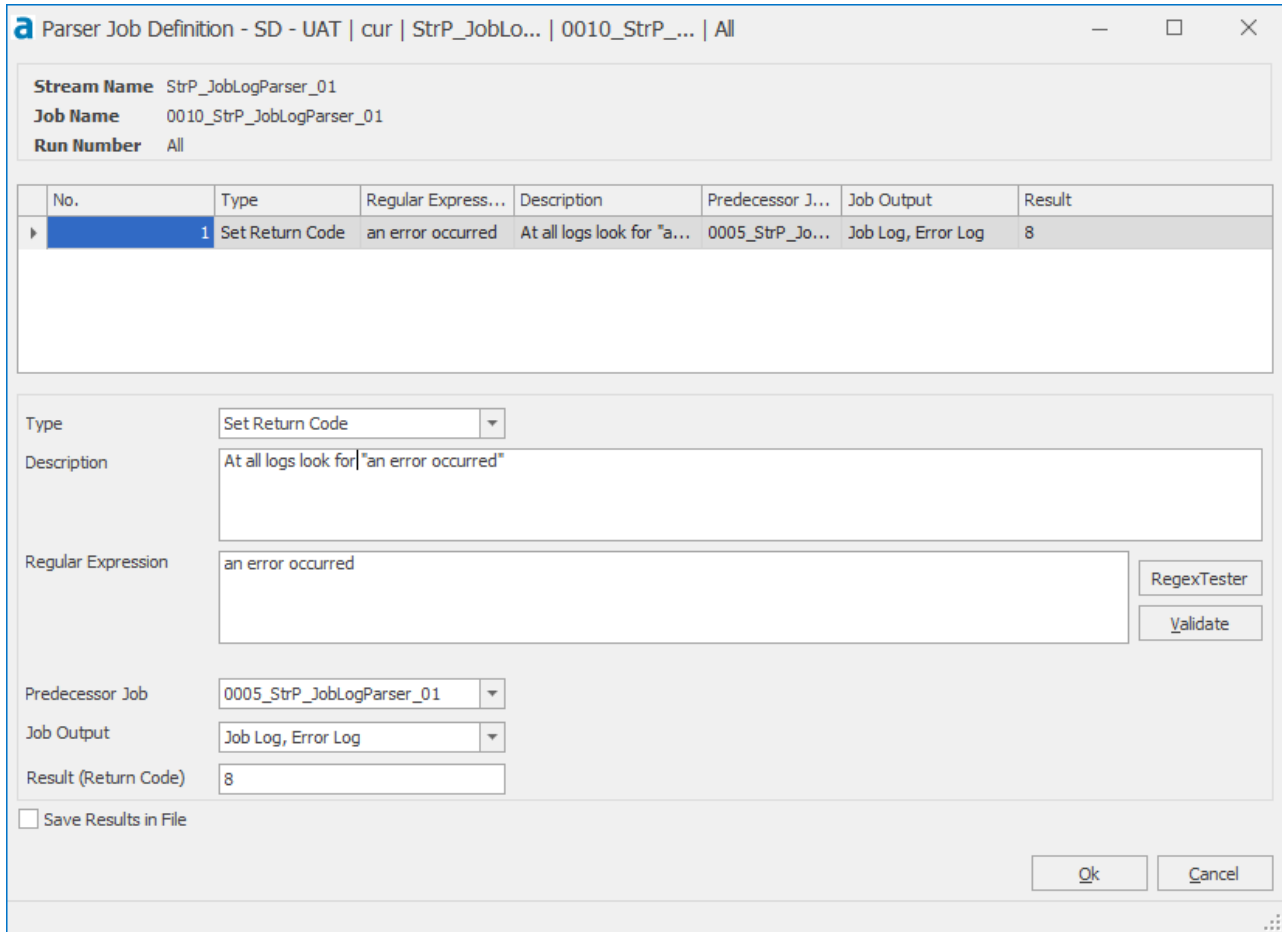 a Parser Job Definition - SD - UAT | cur | StrP_JobLo... | 0010_StrP_... | All
Stream Name StrP_JobLogParser_01
Job Name 0010_StrP_JobLogParser_01
Run Number All
No. Type Regular Express... Description Predecessor J... Job Output Result
1 Set Return Code an error occurred At all logs look for "a... 0005_StrP_Jo... Job Log, Error Log 8
Type Set Return Code
Description At all logs look for "an error occurred"
Regular Expression an error occurred
RegexTester
Validate
Predecessor Job 0005_StrP_JobLogParser_01
Job Output Job Log, Error Log
Result (Return Code) 8
Save Results in File
Ok Cancel